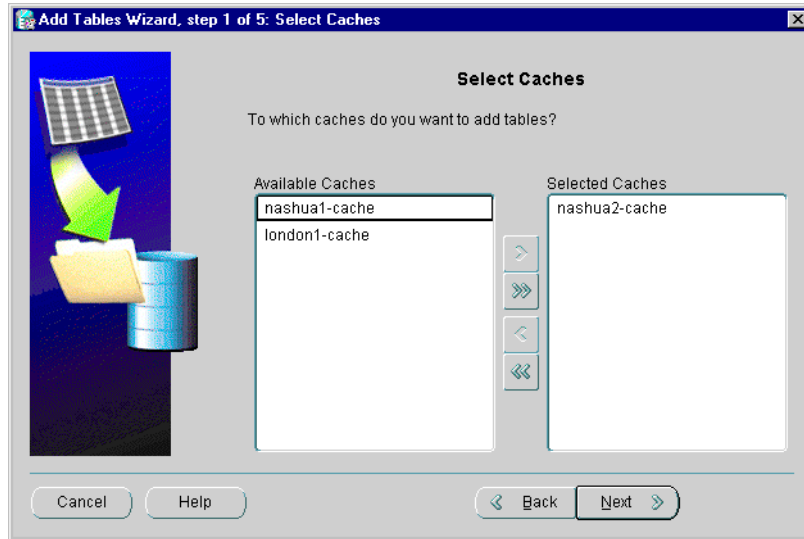 Add Tables Wizard, step 1 of 5: Select Caches
Select Caches
To which caches do you want to add tables?
Available Caches
nashua1-cache
london1-cache
Selected Caches
nashua2-cache
Cancel
Help
Back
Next